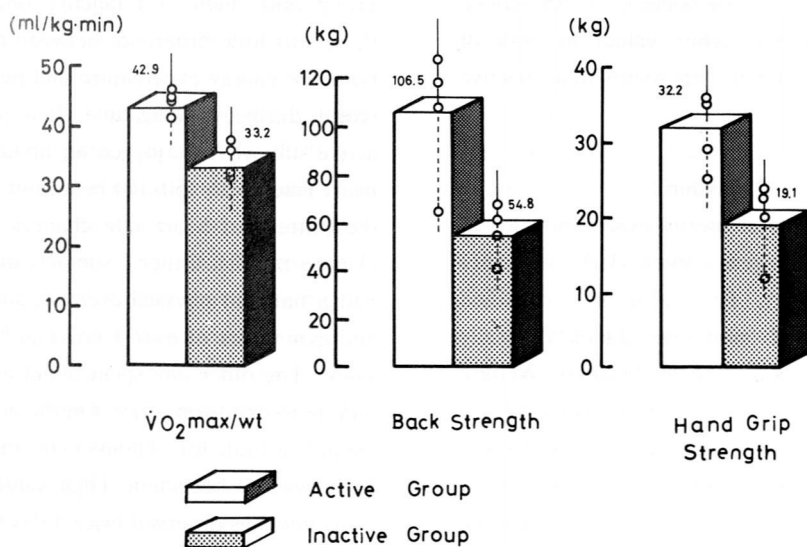 (ml/kg·min)
50
40
30
20
10
0
42.9
33.2
V̇O2max/wt
(kg)
120
100
80
60
40
20
0
106.5
54.8
Back Strength
(kg)
40
30
20
10
0
32.2
19.1
Hand Grip
Strength
Active Group
Inactive Group